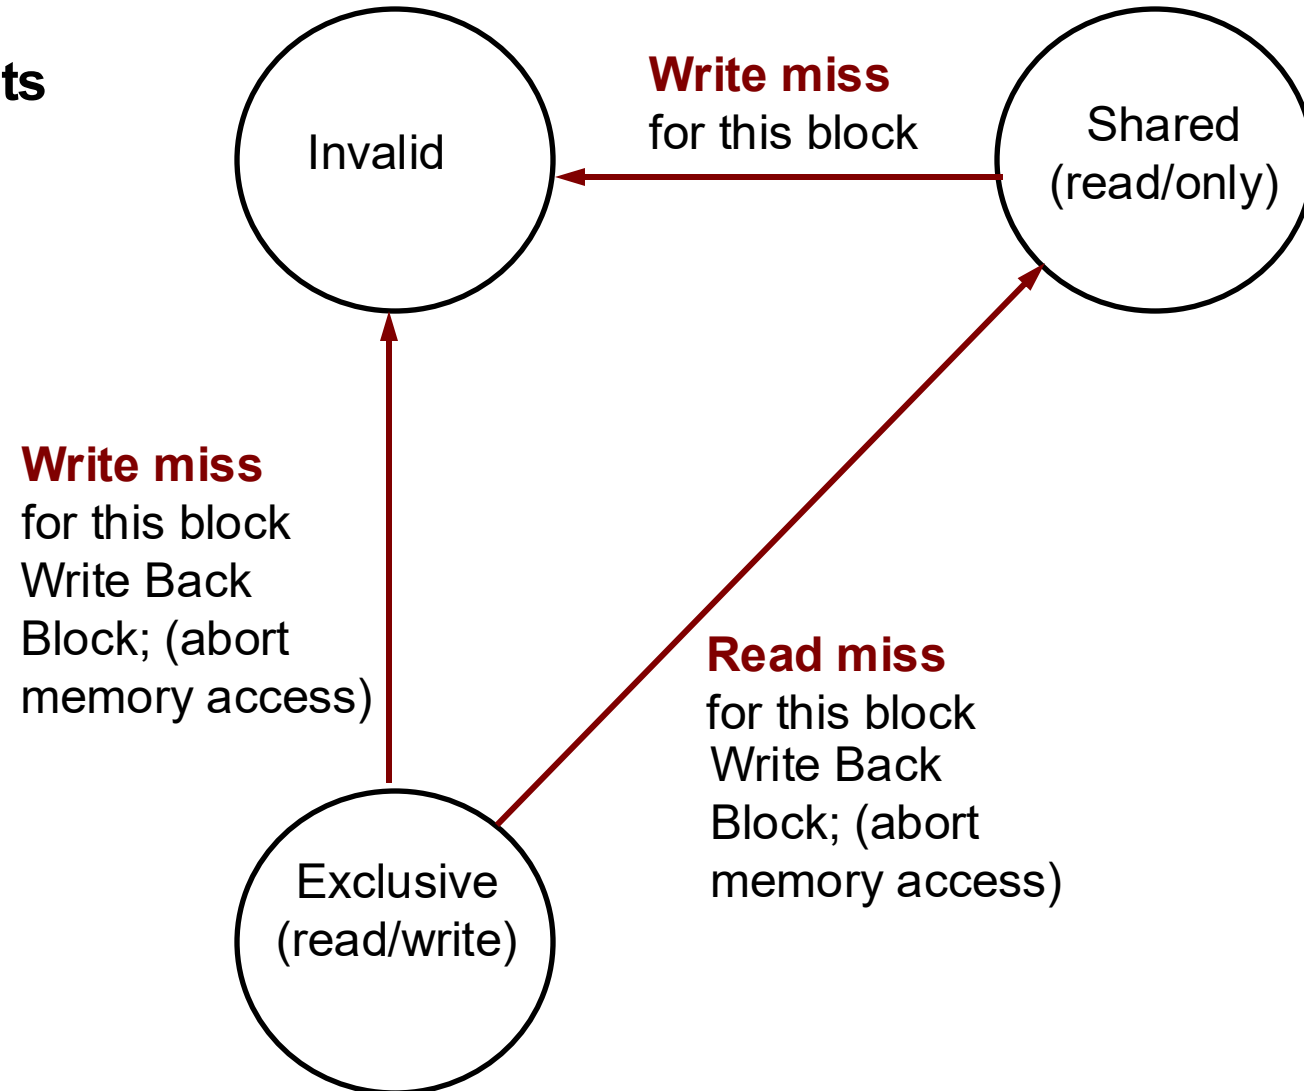 ts
Invalid
Write miss
for this block
Shared
(read/only)
Write miss
for this block
Write Back
Block; (abort
memory access)
Read miss
for this block
Write Back
Block; (abort
memory access)
Exclusive
(read/write)